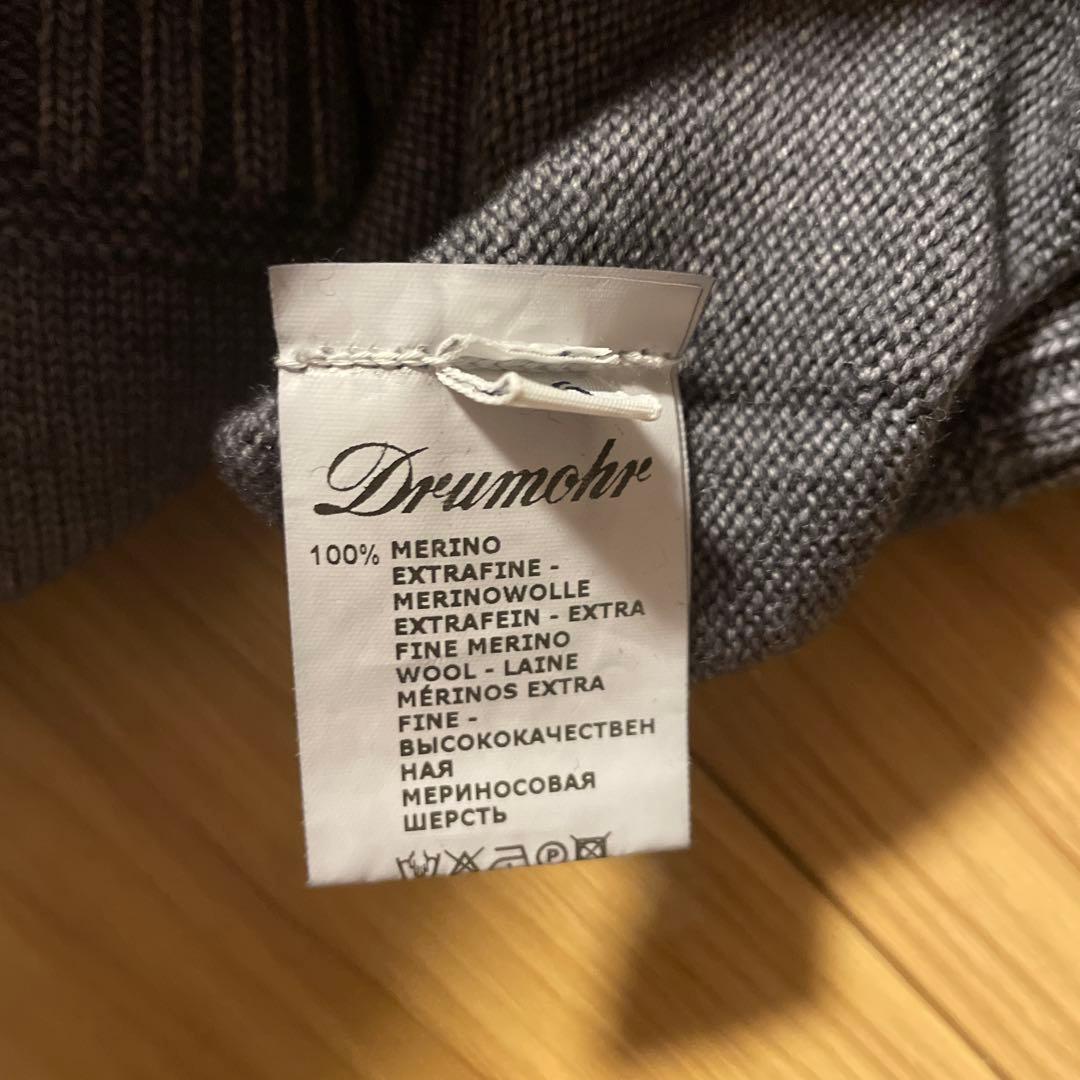 Drumohr
100% MERINO
EXTRAFINE -
MERINOWOLLE
EXTRAFEIN - EXTRA
FINE MERINO
WOOL - LAINE
MÉRINOS EXTRA
FINE -
ВЫСОКОКАЧЕСТВЕН
НАЯ
МЕРИНОСОВАЯ
ШЕРСТЬ
P